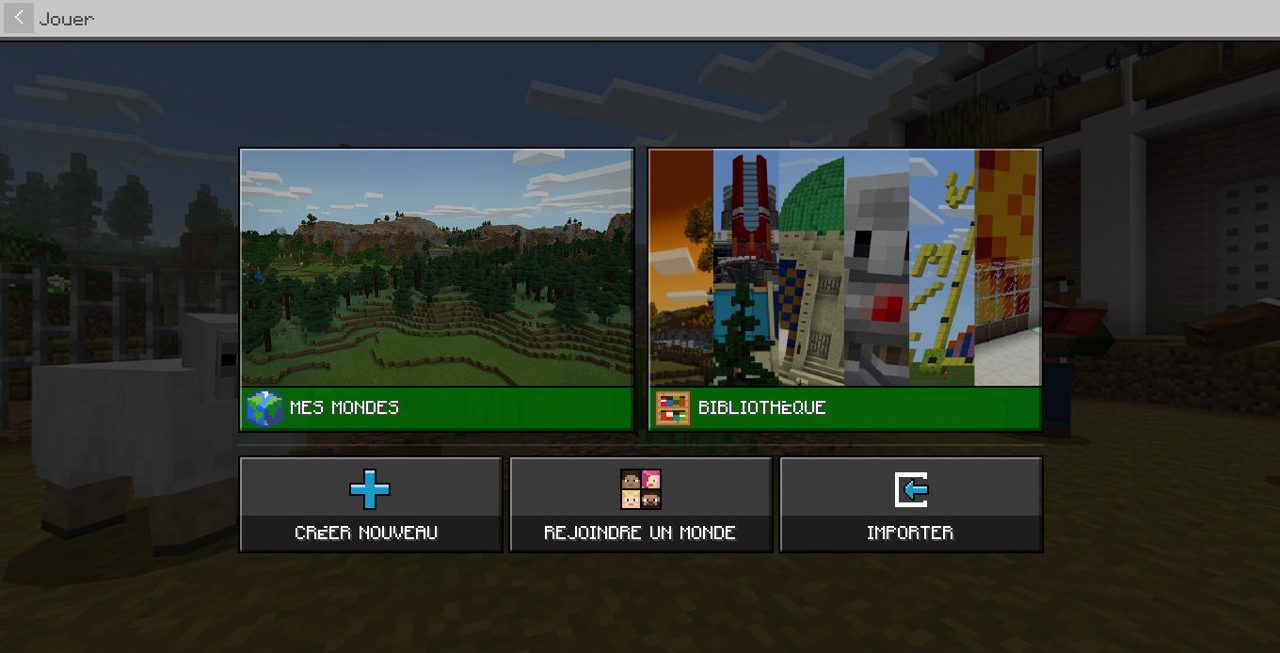 Jouer
MES MONDES
BIBLIOTHÈQUE
CRÉER NOUVEAU
REJOINDRE UN MONDE
IMPORTER